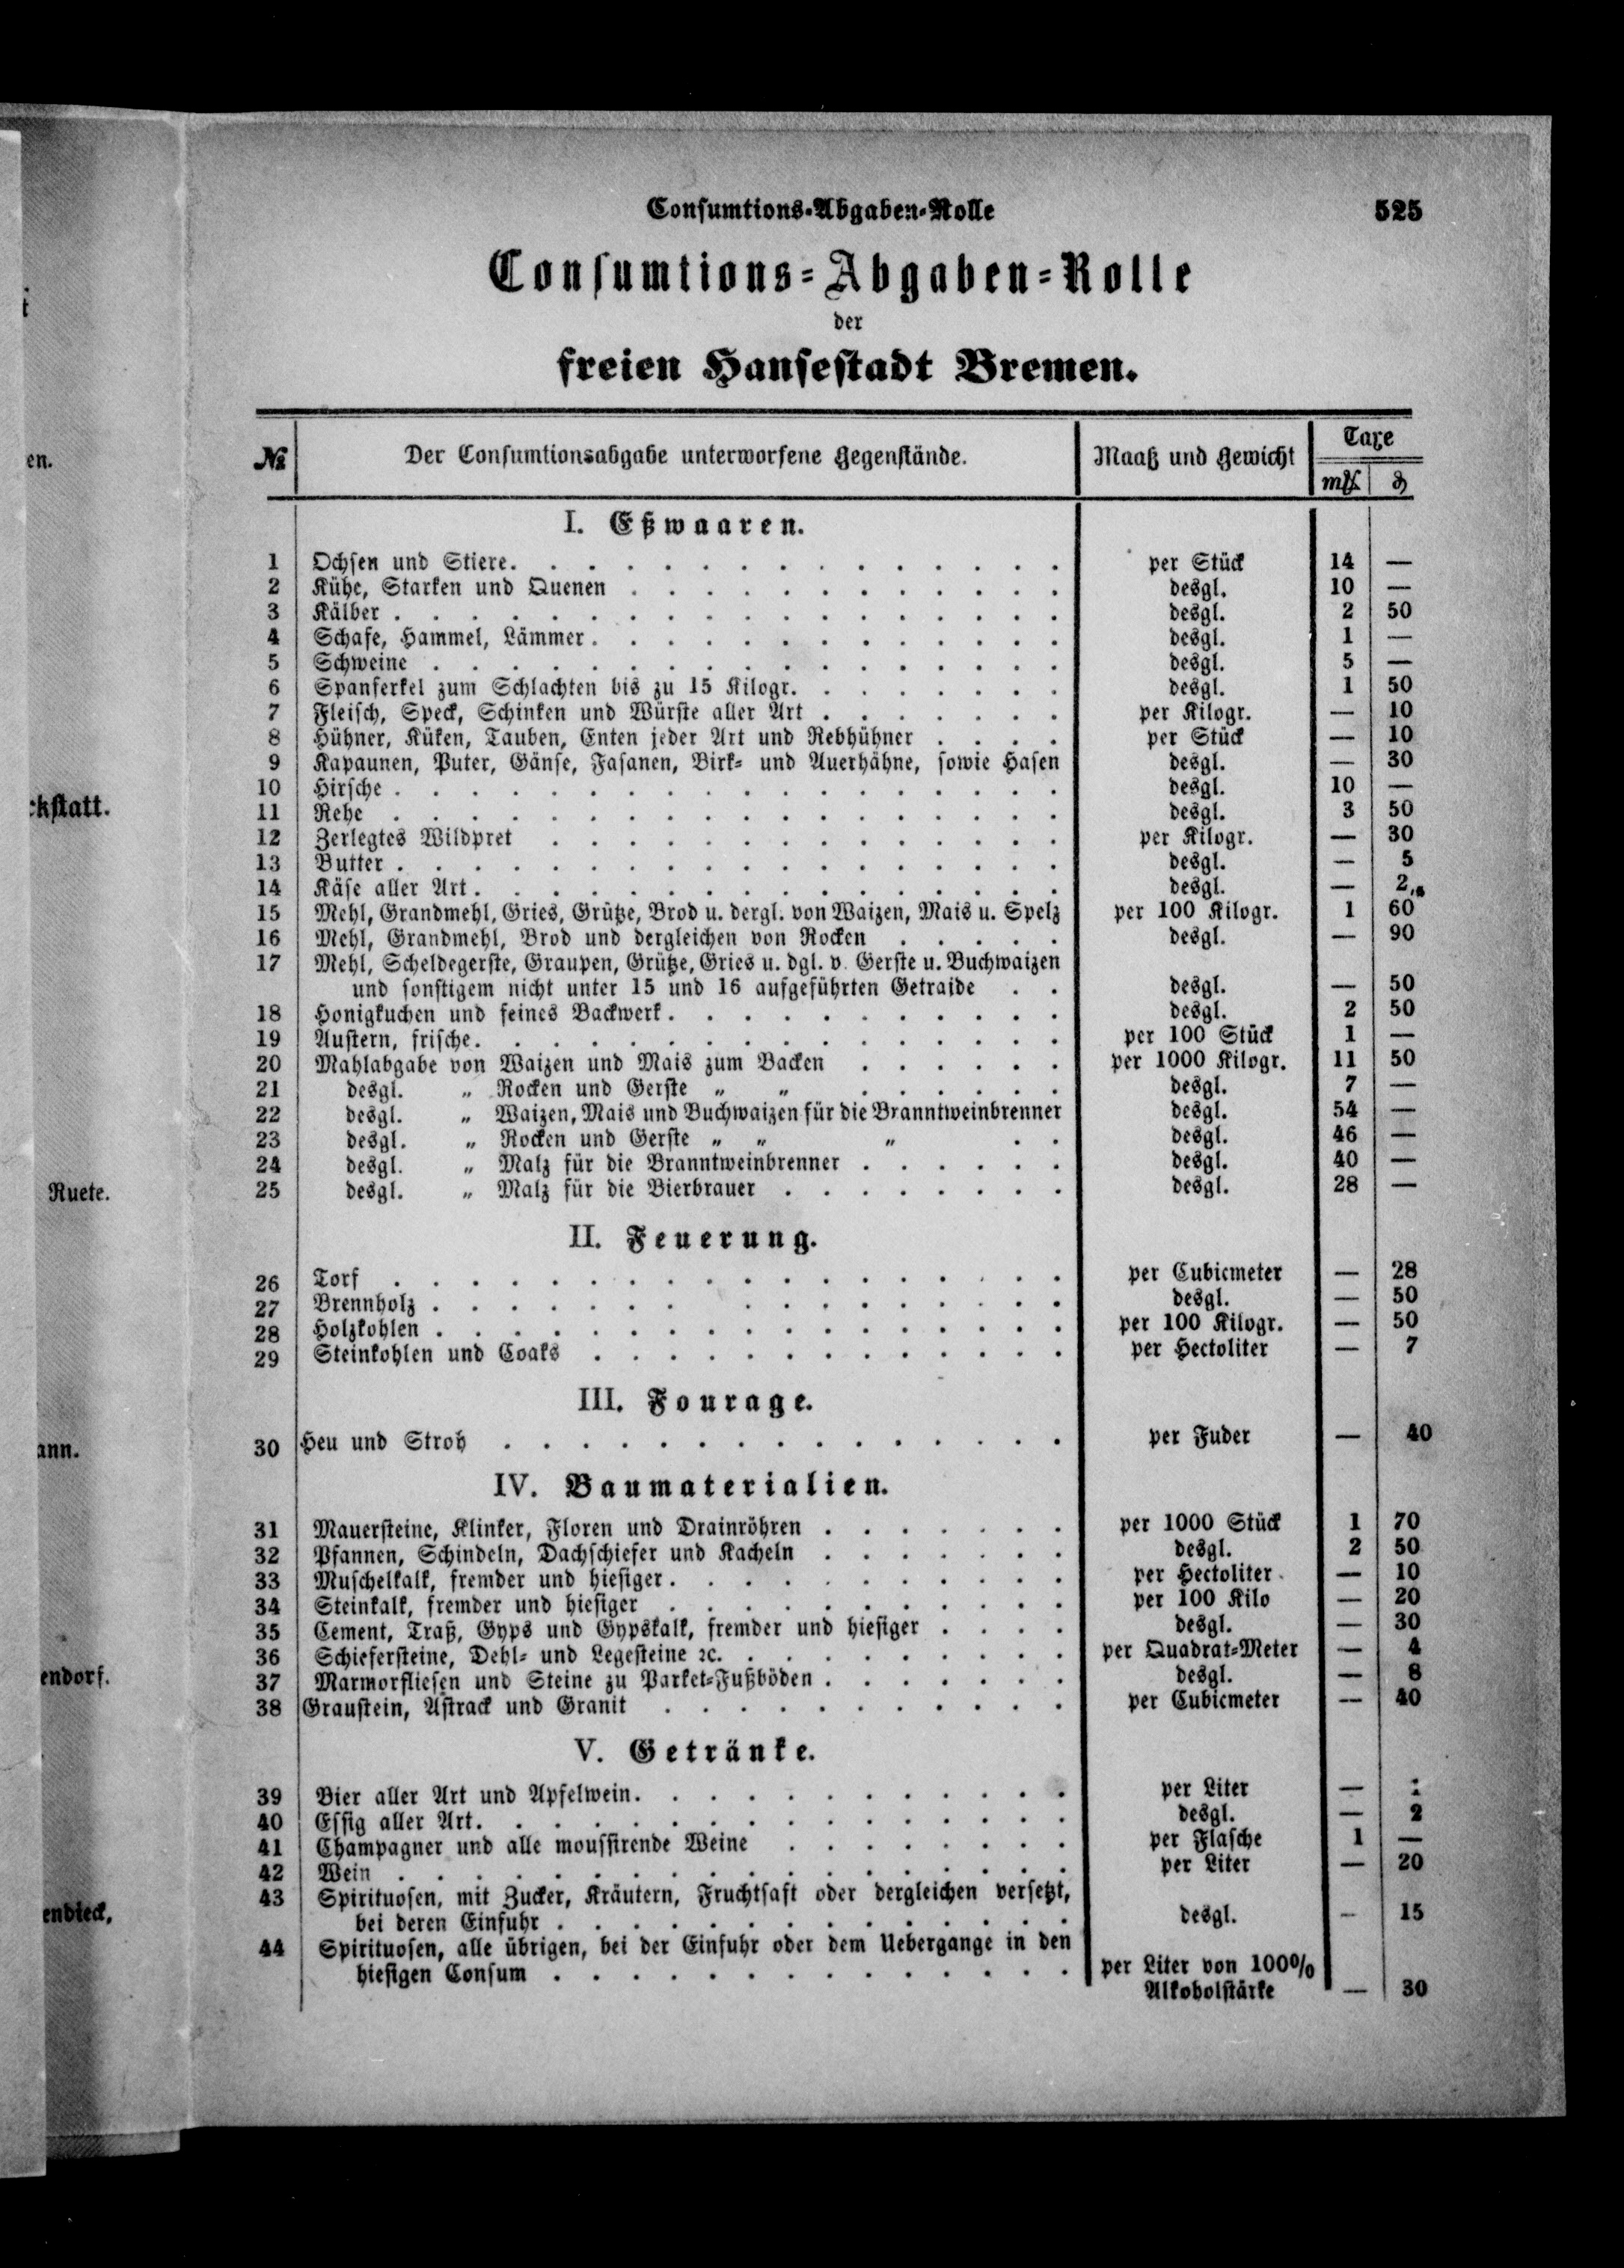 Consumtions-Abgaben-Rolle 525
Consumtions-Abgaben-Rolle
der
freien Hansestadt Bremen.
№ Der Consumtionsabgabe unterworfene Gegenstände. Maaß und Gewicht Taxe
ℳ ₰
I. Eßwaaren.
1 Ochsen und Stiere. per Stück 14 —
2 Kühe, Starken und Quenen desgl. 10 —
3 Kälber desgl. 2 50
4 Schafe, Hammel, Lämmer desgl. 1 —
5 Schweine desgl. 5 —
6 Spanferkel zum Schlachten bis zu 15 Kilogr. desgl. 1 50
7 Fleisch, Speck, Schinken und Würste aller Art per Kilogr. — 10
8 Hühner, Küken, Tauben, Enten jeder Art und Rebhühner per Stück — 10
9 Kapaunen, Puter, Gänse, Fasanen, Birk- und Auerhähne, sowie Hasen desgl. — 30
10 Hirsche desgl. 10 —
11 Rehe desgl. 3 50
12 Zerlegtes Wildpret per Kilogr. — 30
13 Butter desgl. — 5
14 Käse aller Art desgl. — 2,
15 Mehl, Grandmehl, Gries, Grütze, Brod u. dergl. von Waizen, Mais u. Spelz per 100 Kilogr. 1 60
16 Mehl, Grandmehl, Brod und dergleichen von Rocken desgl. — 90
17 Mehl, Scheldegerste, Graupen, Grütze, Gries u. dgl. v. Gerste u. Buchwaizen
und sonstigem nicht unter 15 und 16 aufgeführten Getraide desgl. — 50
18 Honigkuchen und feines Backwerk desgl. 2 50
19 Austern, frische per 100 Stück 1 —
20 Mahlabgabe von Waizen und Mais zum Backen per 1000 Kilogr. 11 50
21 desgl. „ Rocken und Gerste „ „ desgl. 7 —
22 desgl. „ Waizen, Mais und Buchwaizen für die Branntweinbrenner desgl. 54 —
23 desgl. „ Rocken und Gerste „ „ „ desgl. 46 —
24 desgl. „ Malz für die Branntweinbrenner desgl. 40 —
25 desgl. „ Malz für die Bierbrauer desgl. 28 —
II. Feuerung.
26 Torf per Cubicmeter — 28
27 Brennholz desgl. — 50
28 Holzkohlen per 100 Kilogr. — 50
29 Steinkohlen und Coaks per Hectoliter — 7
III. Fourage.
30 Heu und Stroh per Fuder — 40
IV. Baumaterialien.
31 Mauersteine, Klinker, Floren und Drainröhren per 1000 Stück 1 70
32 Pfannen, Schindeln, Dachschiefer und Kacheln desgl. 2 50
33 Muschelkalk, fremder und hiesiger per Hectoliter — 10
34 Steinkalk, fremder und hiesiger per 100 Kilo — 20
35 Cement, Traß, Gyps und Gypskalk, fremder und hiesiger desgl. — 30
36 Schiefersteine, Dehl- und Legesteine ꝛc. per Quadrat-Meter — 4
37 Marmorfliesen und Steine zu Parket-Fußböden desgl. — 8
38 Graustein, Astrack und Granit per Cubicmeter — 40
V. Getränke.
39 Bier aller Art und Apfelwein. per Liter —
40 Essig aller Art. desgl. — 2
41 Champagner und alle moussirende Weine per Flasche 1 —
42 Wein per Liter — 20
43 Spirituosen, mit Zucker, Kräutern, Fruchtsaft oder dergleichen versetzt,
bei deren Einfuhr desgl. — 15
44 Spirituosen, alle übrigen, bei der Einfuhr oder dem Uebergange in den
hiesigen Consum per Liter von 100%
Alkoholstärke — 30
en.
ckstatt.
Ruete.
ann.
endorf.
endieck,